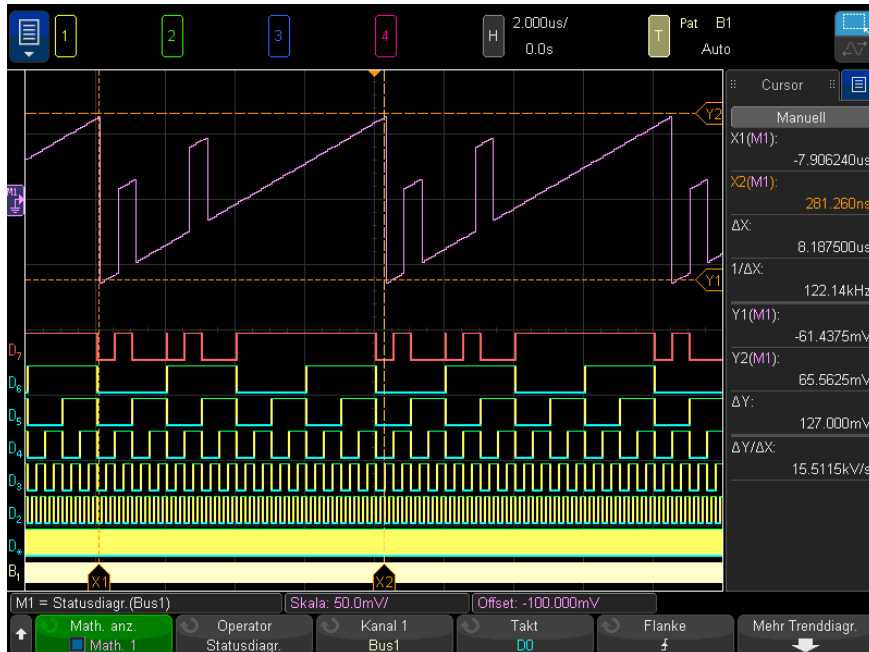 1 2 3 4 H 2.000us/ 0.0s T Pat B1 Auto
Cursor
Manuell
X1(M1):
-7.906240us
X2(M1):
281.260ns
ΔX:
8.187500us
1/ΔX:
122.14kHz
Y1(M1):
-61.4375mV
Y2(M1):
65.5625mV
ΔY:
127.000mV
ΔY/ΔX:
15.5115kV/s
Y2
M1
Y1
D7
D6
D5
D4
D3
D2
D*
B1
X1 X2
M1 = Statusdiagr.(Bus1) Skala: 50.0mV/ Offset: -100.000mV
Math. anz. Operator Kanal 1 Takt Flanke Mehr Trenddiagr.
Math. 1 Statusdiagr. Bus1 D0